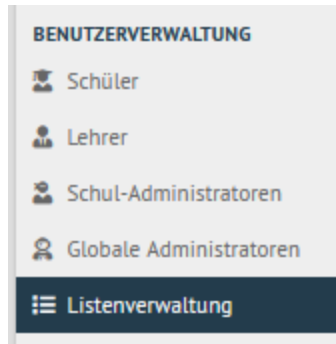 BENUTZERVERWALTUNG
Schüler
Lehrer
Schul-Administratoren
Globale Administratoren
Listenverwaltung